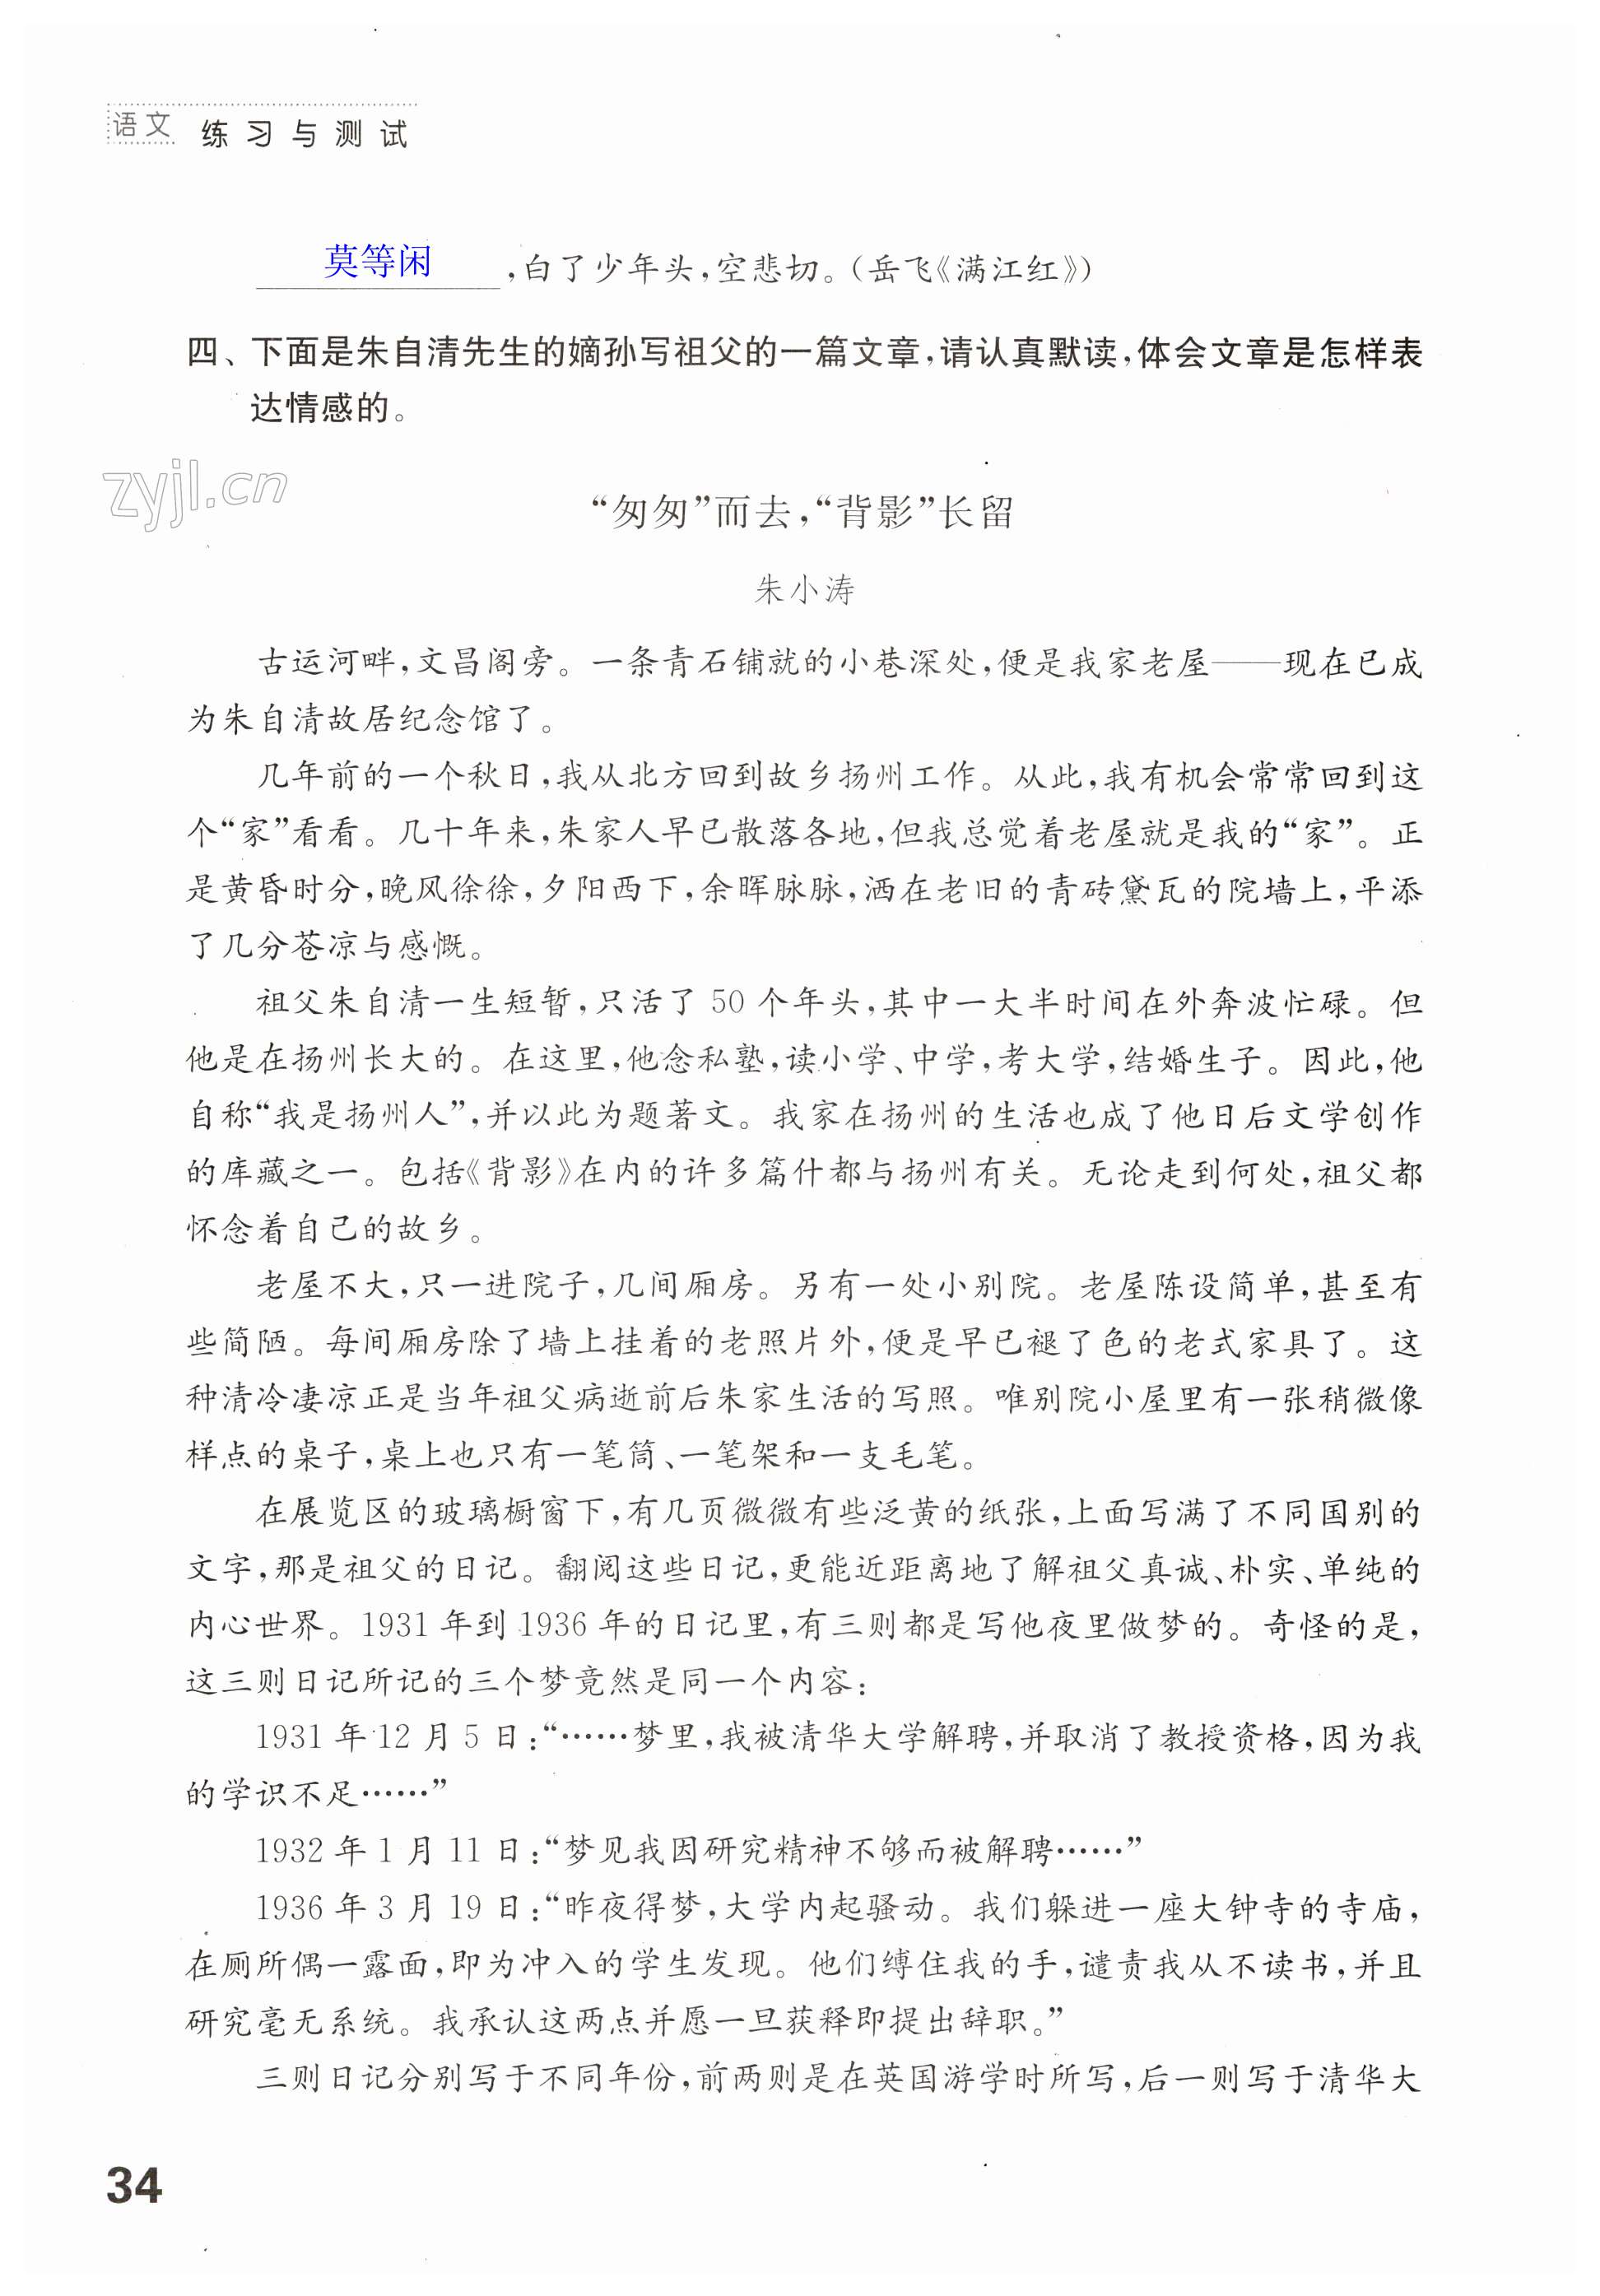 语文 练习与测试
莫等闲,白了少年头,空悲切。(岳飞《满江红》)
四、下面是朱自清先生的嫡孙写祖父的一篇文章,请认真默读,体会文章是怎样表
达情感的。
zyjl.cn
“匆匆”而去,“背影”长留
朱小涛
古运河畔,文昌阁旁。一条青石铺就的小巷深处,便是我家老屋——现在已成
为朱自清故居纪念馆了。
几年前的一个秋日,我从北方回到故乡扬州工作。从此,我有机会常常回到这
个“家”看看。几十年来,朱家人早已散落各地,但我总觉着老屋就是我的“家”。正
是黄昏时分,晚风徐徐,夕阳西下,余晖脉脉,洒在老旧的青砖黛瓦的院墙上,平添
了几分苍凉与感慨。
祖父朱自清一生短暂,只活了 50 个年头,其中一大半时间在外奔波忙碌。但
他是在扬州长大的。在这里,他念私塾,读小学、中学,考大学,结婚生子。因此,他
自称“我是扬州人”,并以此为题著文。我家在扬州的生活也成了他日后文学创作
的库藏之一。包括《背影》在内的许多篇什都与扬州有关。无论走到何处,祖父都
怀念着自己的故乡。
老屋不大,只一进院子,几间厢房。另有一处小别院。老屋陈设简单,甚至有
些简陋。每间厢房除了墙上挂着的老照片外,便是早已褪了色的老式家具了。这
种清冷凄凉正是当年祖父病逝前后朱家生活的写照。唯别院小屋里有一张稍微像
样点的桌子,桌上也只有一笔筒、一笔架和一支毛笔。
在展览区的玻璃橱窗下,有几页微微有些泛黄的纸张,上面写满了不同国别的
文字,那是祖父的日记。翻阅这些日记,更能近距离地了解祖父真诚、朴实、单纯的
内心世界。1931 年到 1936 年的日记里,有三则都是写他夜里做梦的。奇怪的是,
这三则日记所记的三个梦竟然是同一个内容:
1931 年 12 月 5 日:“……梦里,我被清华大学解聘,并取消了教授资格,因为我
的学识不足……”
1932 年 1 月 11 日:“梦见我因研究精神不够而被解聘……”
1936 年 3 月 19 日:“昨夜得梦,大学内起骚动。我们躲进一座大钟寺的寺庙,
在厕所偶一露面,即为冲入的学生发现。他们缚住我的手,谴责我从不读书,并且
研究毫无系统。我承认这两点并愿一旦获释即提出辞职。”
三则日记分别写于不同年份,前两则是在英国游学时所写,后一则写于清华大
34